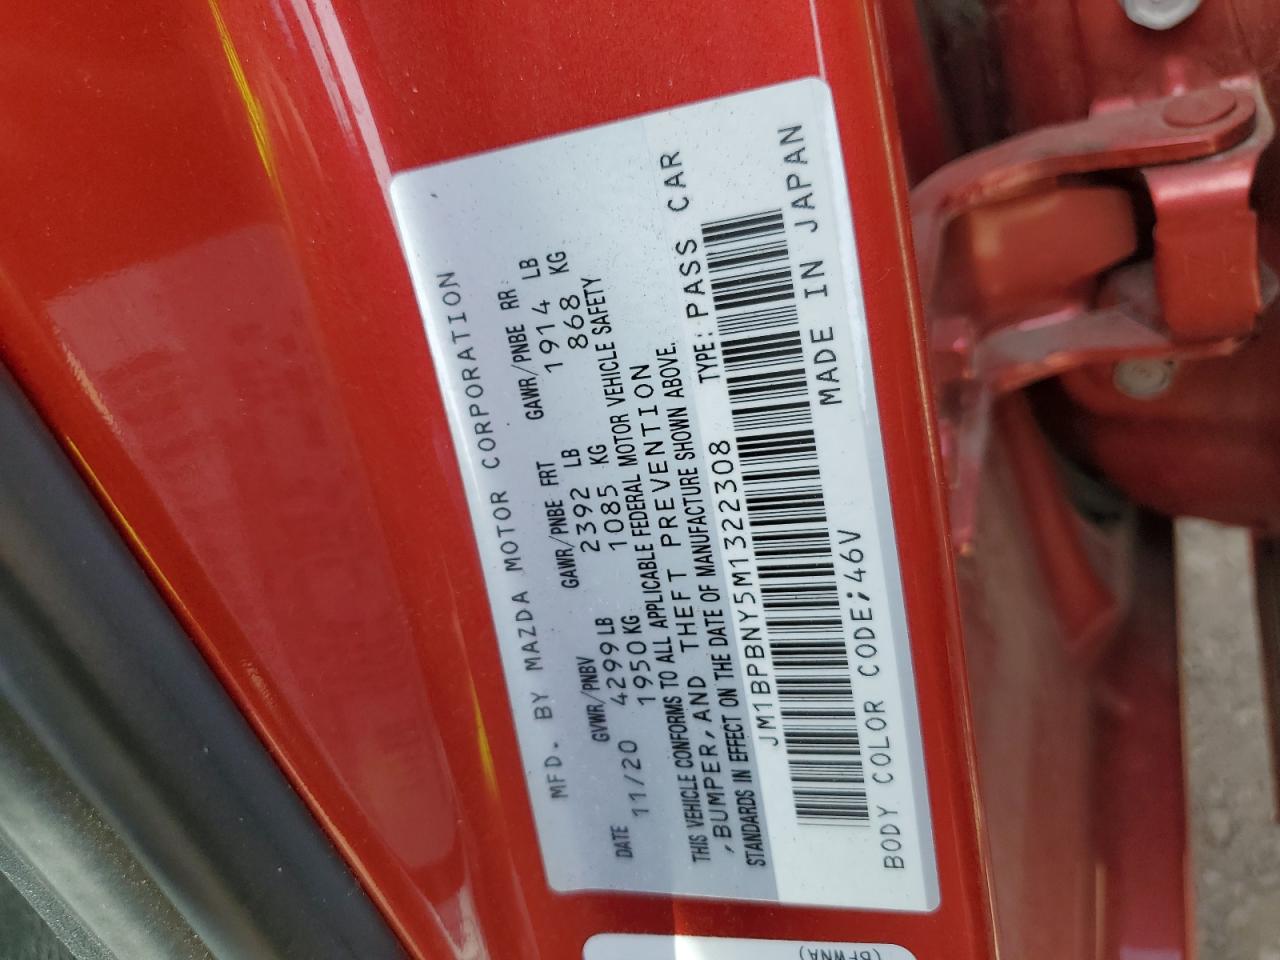 MFD. BY MAZDA MOTOR CORPORATION
DATE GVWR/PNBV GAWR/PNBE FRT GAWR/PNBE RR
11/20 4299 LB 2392 LB 1914 LB
1950 KG 1085 KG 868 KG
THIS VEHICLE CONFORMS TO ALL APPLICABLE FEDERAL MOTOR VEHICLE SAFETY
,BUMPER,AND THEFT PREVENTION
STANDARDS IN EFFECT ON THE DATE OF MANUFACTURE SHOWN ABOVE.
JM1BPBNY5M1322308 TYPE: PASS CAR
MADE IN JAPAN
BODY COLOR CODE;46V